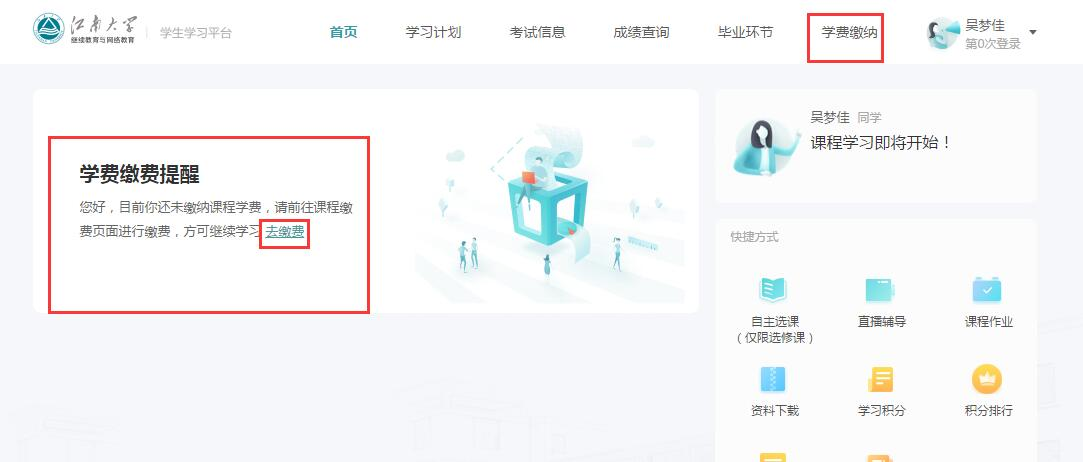 江南大学
继续教育与网络教育
学生学习平台
首页
学习计划
考试信息
成绩查询
毕业环节
学费缴纳
吴梦佳
第0次登录
学费缴费提醒
您好，目前你还未缴纳课程学费，请前往课程缴
费页面进行缴费，方可继续学习 去缴费
吴梦佳 同学
课程学习即将开始！
快捷方式
自主选课
（仅限选修课）
直播辅导
课程作业
资料下载
学习积分
积分排行